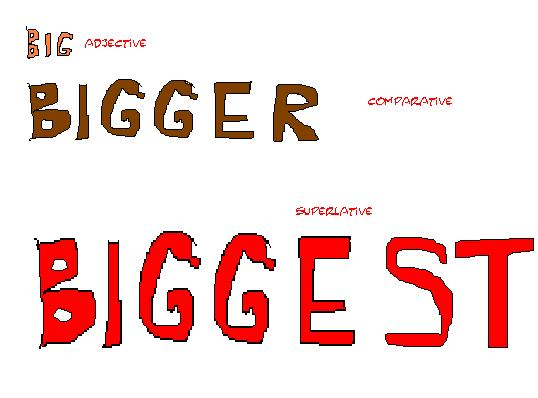 BIG ADJECTIVE
BIGGER COMPARATIVE
SUPERLATIVE
BIGGEST